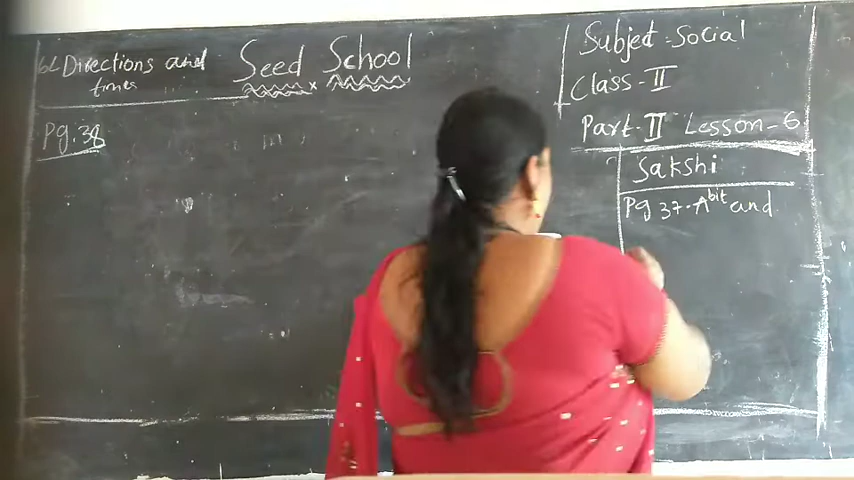 6L Directions and
times
Seed School
Pg. 38
Subject - Social
Class - II
Part - II Lesson - 6
Sakshi
Pg 37 - A bit and